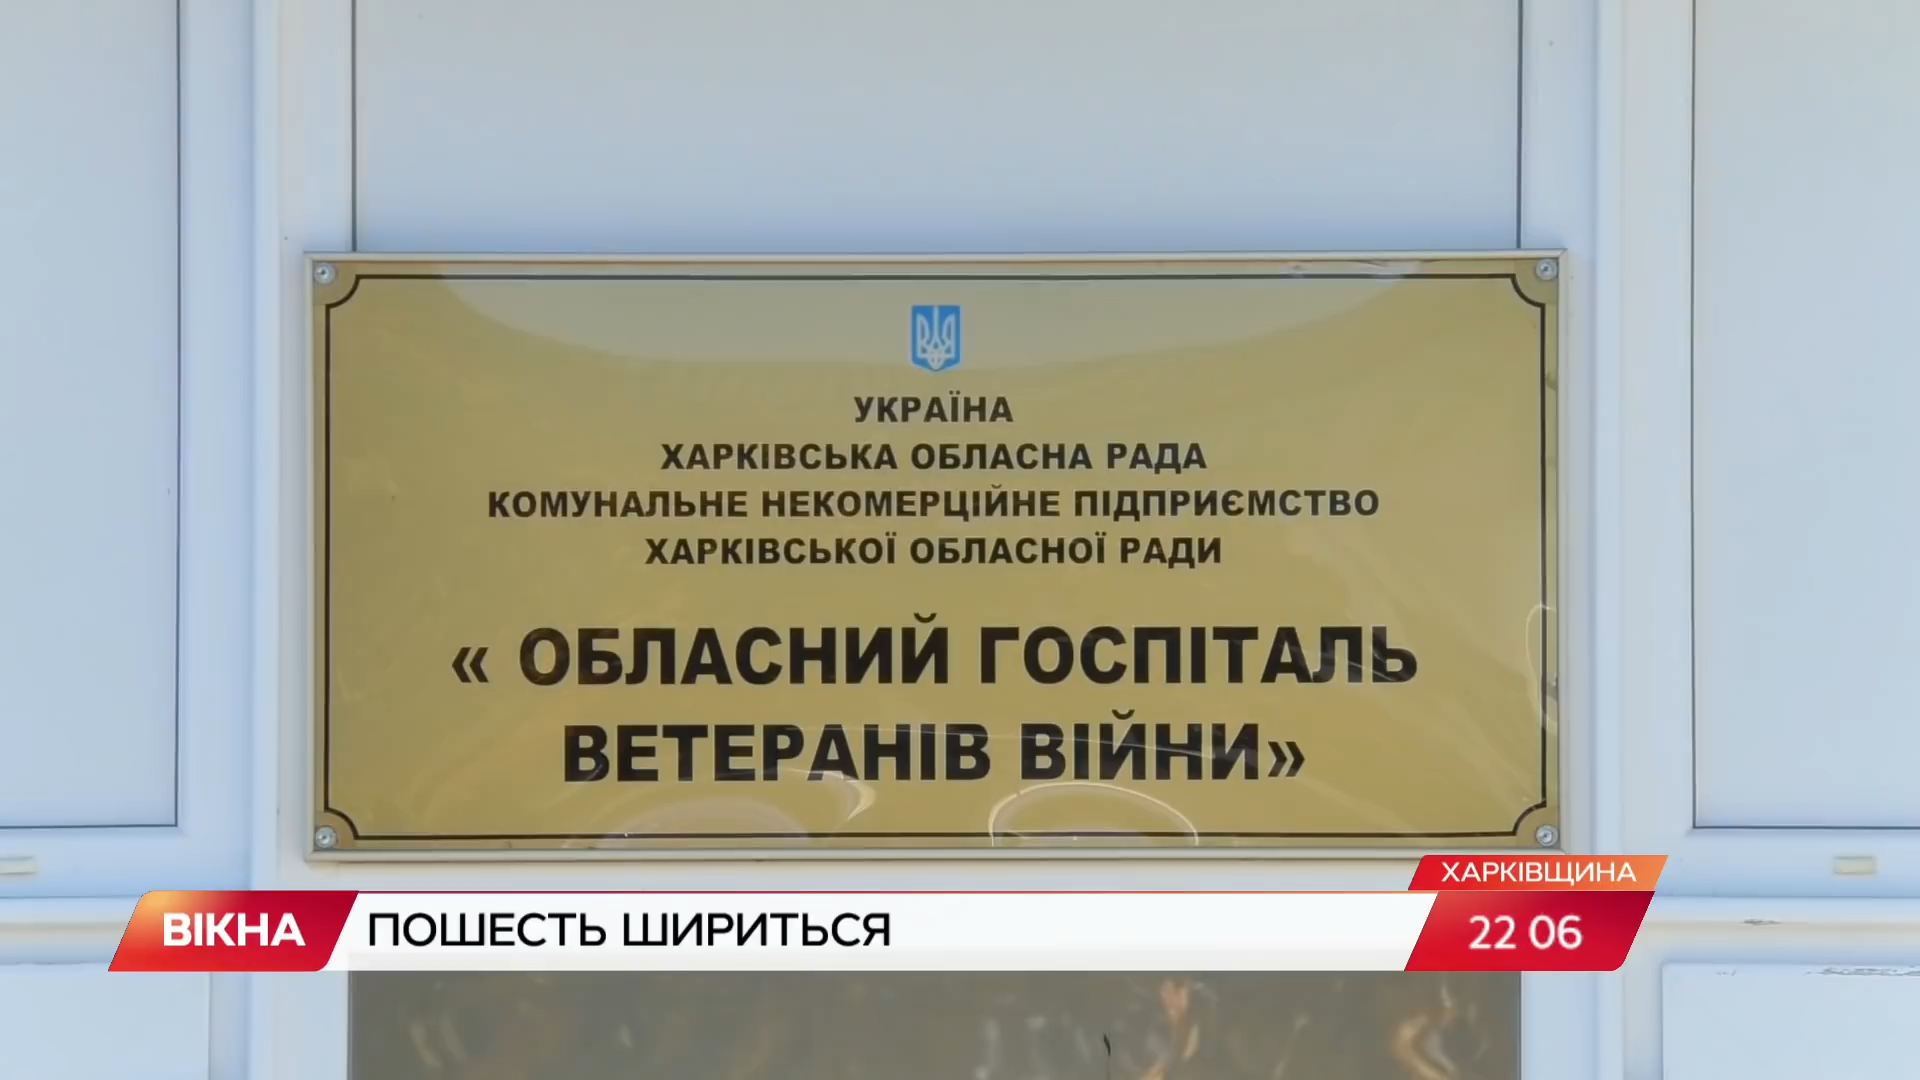 УКРАЇНА
ХАРКІВСЬКА ОБЛАСНА РАДА
КОМУНАЛЬНЕ НЕКОМЕРЦІЙНЕ ПІДПРИЄМСТВО
ХАРКІВСЬКОЇ ОБЛАСНОЇ РАДИ
« ОБЛАСНИЙ ГОСПІТАЛЬ
ВЕТЕРАНІВ ВІЙНИ»
ХАРКІВЩИНА
ВІКНА ПОШЕСТЬ ШИРИТЬСЯ 22 06